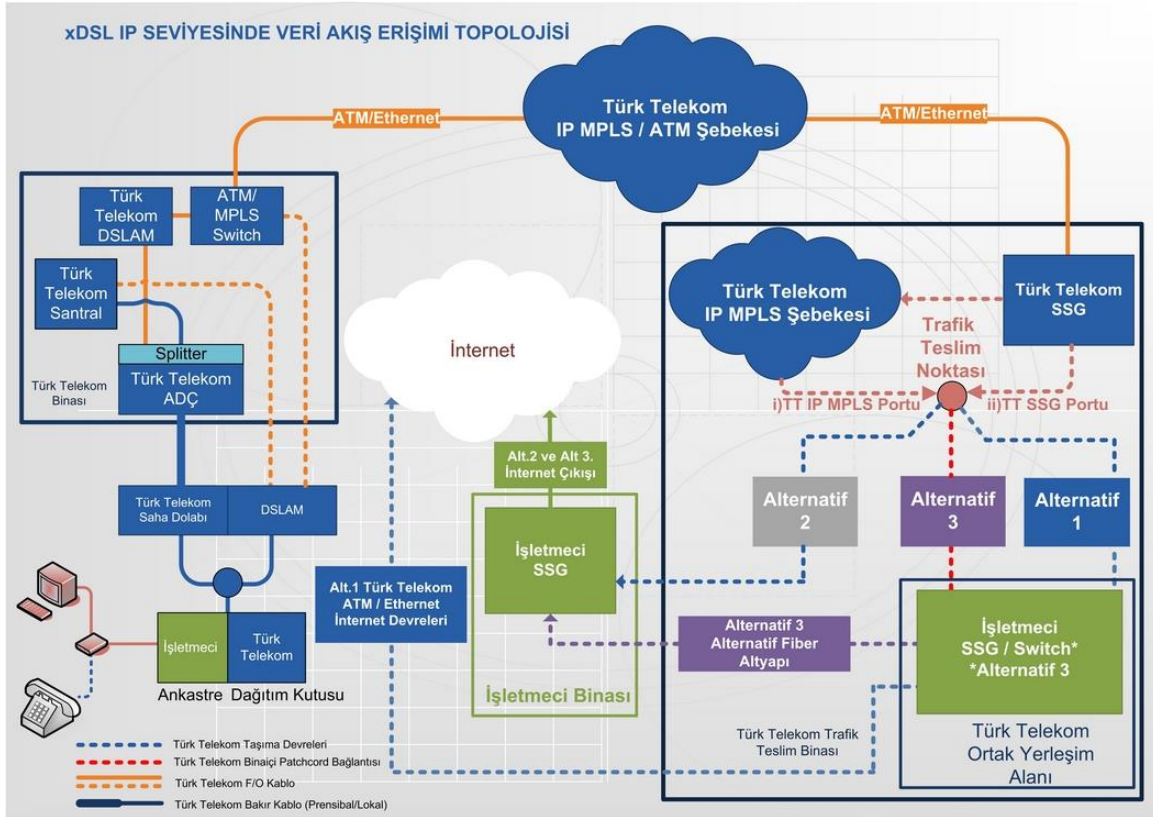 xDSL IP SEVİYESİNDE VERİ AKIŞ ERİŞİMİ TOPOLOJİSİ
Türk Telekom
IP MPLS / ATM Şebekesi
ATM/Ethernet
ATM/Ethernet
Türk
Telekom
DSLAM
ATM/
MPLS
Switch
Türk
Telekom
Santral
Splitter
Türk Telekom
ADÇ
Türk Telekom
Binası
Türk Telekom
Saha Dolabı
DSLAM
İşletmeci
Türk
Telekom
Ankastre Dağıtım Kutusu
İnternet
Alt.2 ve Alt 3.
İnternet Çıkışı
İşletmeci
SSG
İşletmeci Binası
Alt.1 Türk Telekom
ATM / Ethernet
İnternet Devreleri
Türk Telekom
IP MPLS Şebekesi
Türk Telekom
SSG
Trafik
Teslim
Noktası
i)TT IP MPLS Portu
ii)TT SSG Portu
Alternatif
2
Alternatif
3
Alternatif
1
Alternatif 3
Alternatif Fiber
Altyapı
İşletmeci
SSG / Switch*
*Alternatif 3
Türk Telekom Trafik
Teslim Binası
Türk Telekom
Ortak Yerleşim
Alanı
Türk Telekom Taşıma Devreleri
Türk Telekom Binaiçi Patchcord Bağlantısı
Türk Telekom F/O Kablo
Türk Telekom Bakır Kablo (Prensibal/Lokal)